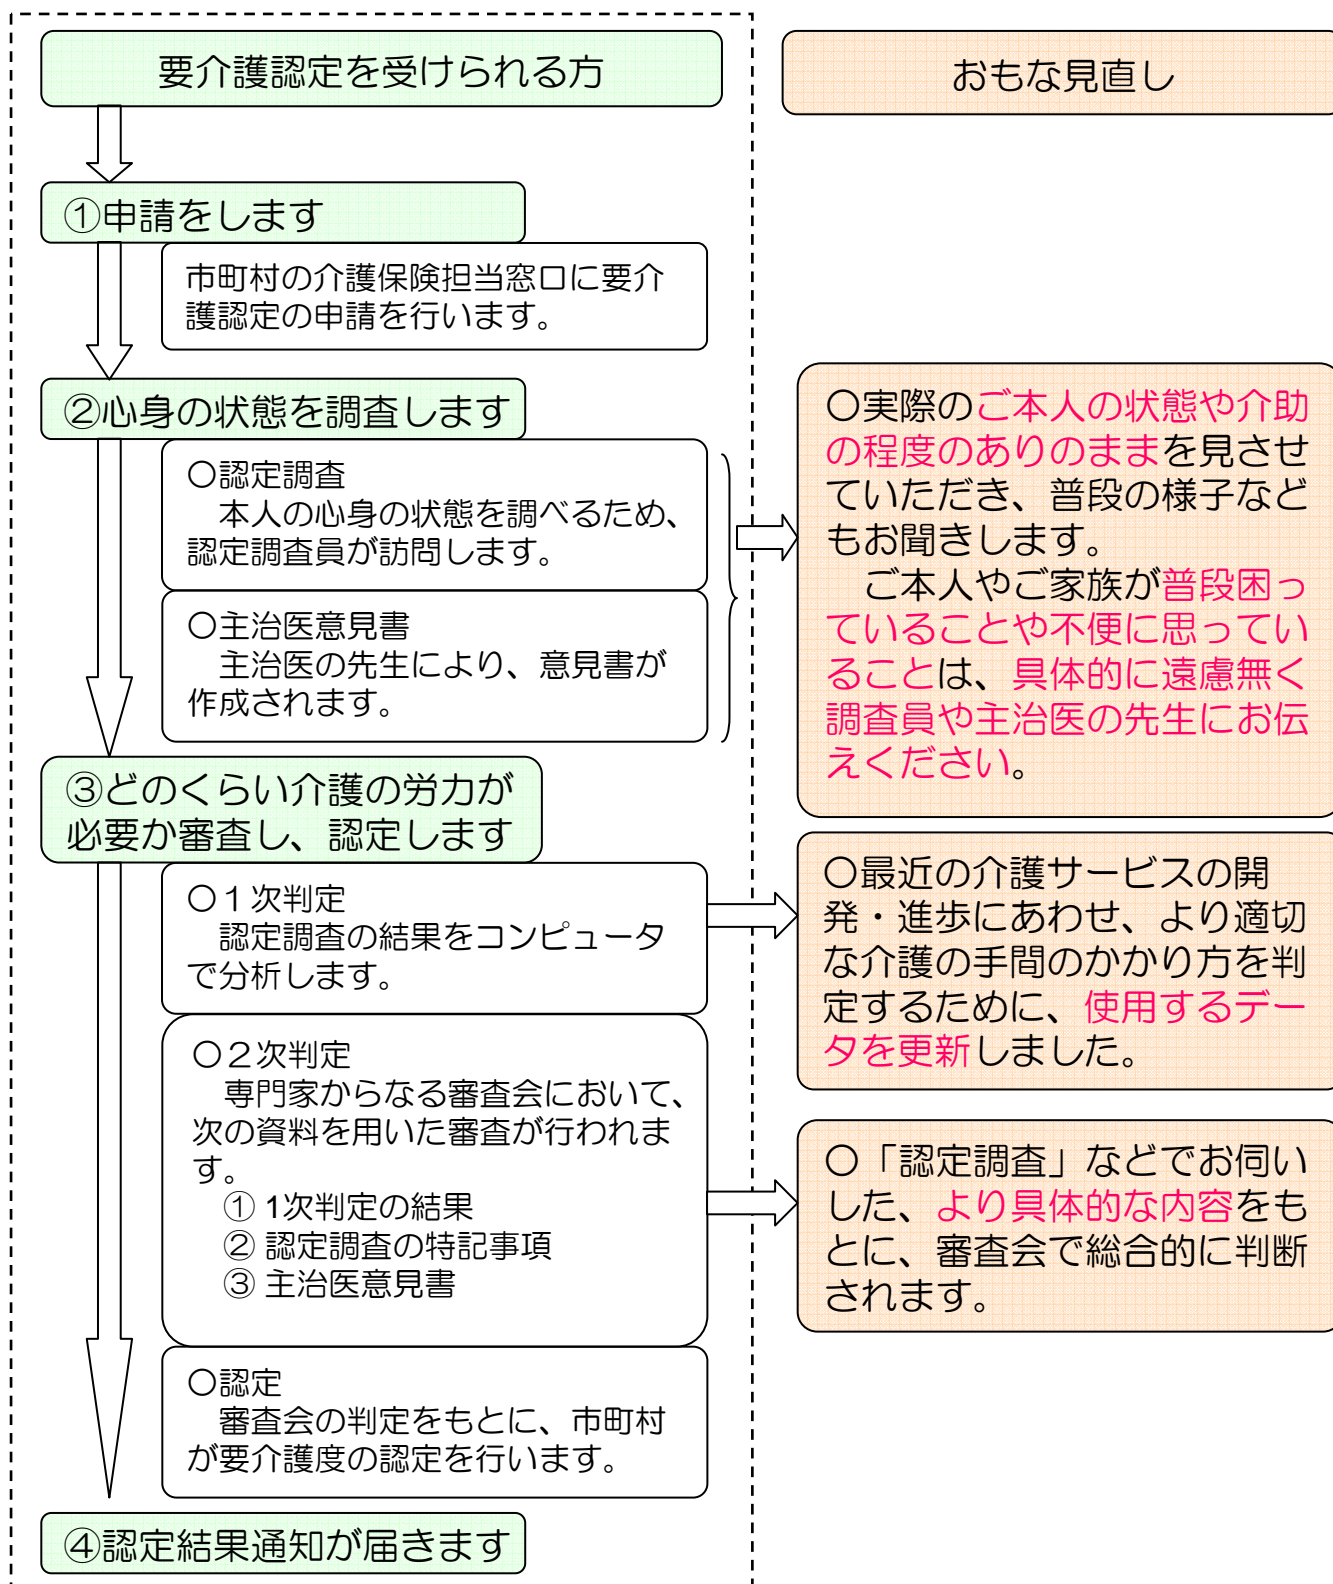 要介護認定を受けられる方
おもな見直し
①申請をします
市町村の介護保険担当窓口に要介
護認定の申請を行います。
②心身の状態を調査します
〇認定調査
本人の心身の状態を調べるため、
認定調査員が訪問します。
〇主治医意見書
主治医の先生により、意見書が
作成されます。
〇実際のご本人の状態や介助
の程度のありのままを見させ
ていただき、普段の様子など
もお聞きします。
ご本人やご家族が普段困っ
ていることや不便に思ってい
ることは、具体的に遠慮無く
調査員や主治医の先生にお伝
えください。
③どのくらい介護の労力が
必要か審査し、認定します
〇１次判定
認定調査の結果をコンピュータ
で分析します。
〇最近の介護サービスの開
発・進歩にあわせ、より適切
な介護の手間のかかり方を判
定するために、使用するデー
タを更新しました。
〇２次判定
専門家からなる審査会において、
次の資料を用いた審査が行われま
す。
① 1次判定の結果
② 認定調査の特記事項
③ 主治医意見書
〇「認定調査」などでお伺い
した、より具体的な内容をも
とに、審査会で総合的に判断
されます。
〇認定
審査会の判定をもとに、市町村
が要介護度の認定を行います。
④認定結果通知が届きます